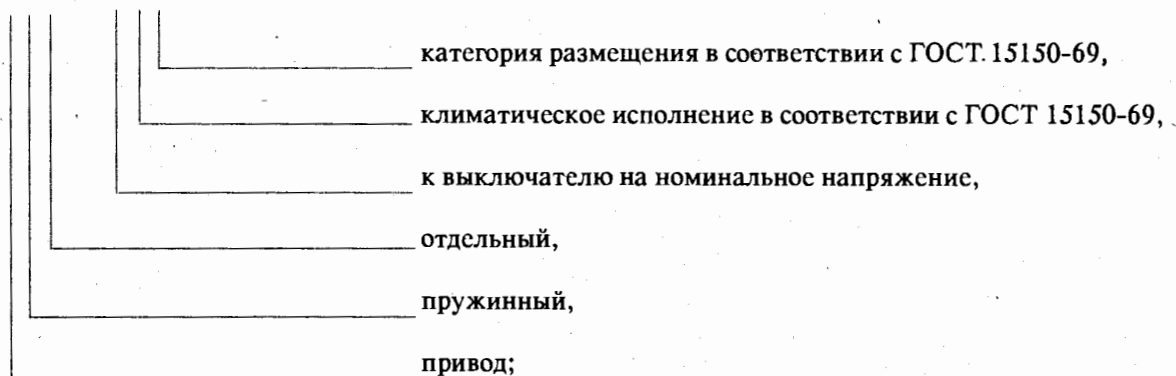 категория размещения в соответствии с ГОСТ. 15150-69,
климатическое исполнение в соответствии с ГОСТ 15150-69,
к выключателю на номинальное напряжение,
отдельный,
пружинный,
привод;